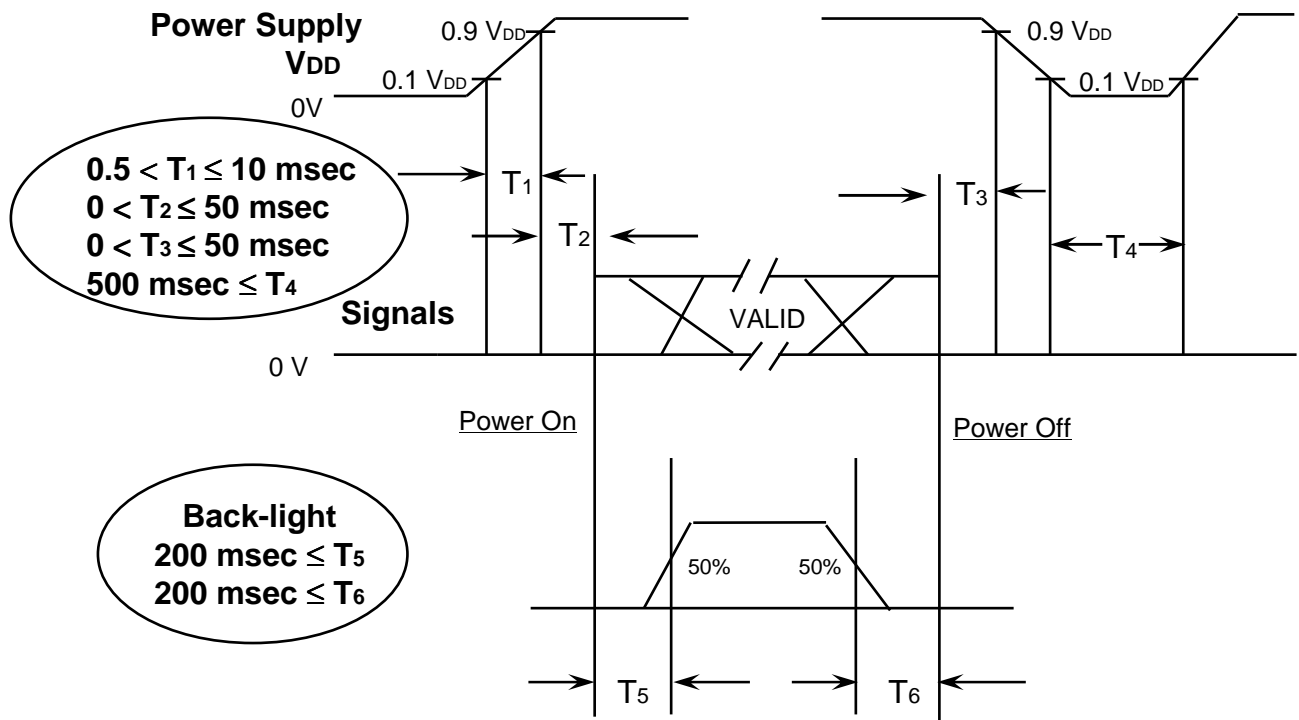 Power Supply
VDD
0.9 VDD
0.1 VDD
0V
0.9 VDD
0.1 VDD
0.5 < T1 ≤ 10 msec
0 < T2 ≤ 50 msec
0 < T3 ≤ 50 msec
500 msec ≤ T4
T1
T2
T3
T4
Signals
VALID
0 V
Power On
Power Off
Back-light
200 msec ≤ T5
200 msec ≤ T6
50%
50%
T5
T6